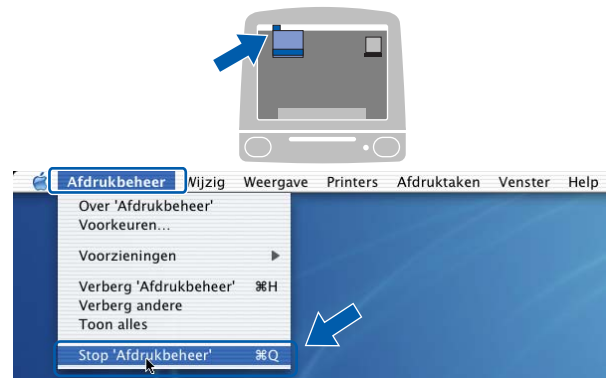 Afdrukbeheer Wijzig Weergave Printers Afdruktaken Venster Help
Over 'Afdrukbeheer'
Voorkeuren...
Voorzieningen
Verberg 'Afdrukbeheer' ⌘H
Verberg andere
Toon alles
Stop 'Afdrukbeheer' ⌘Q